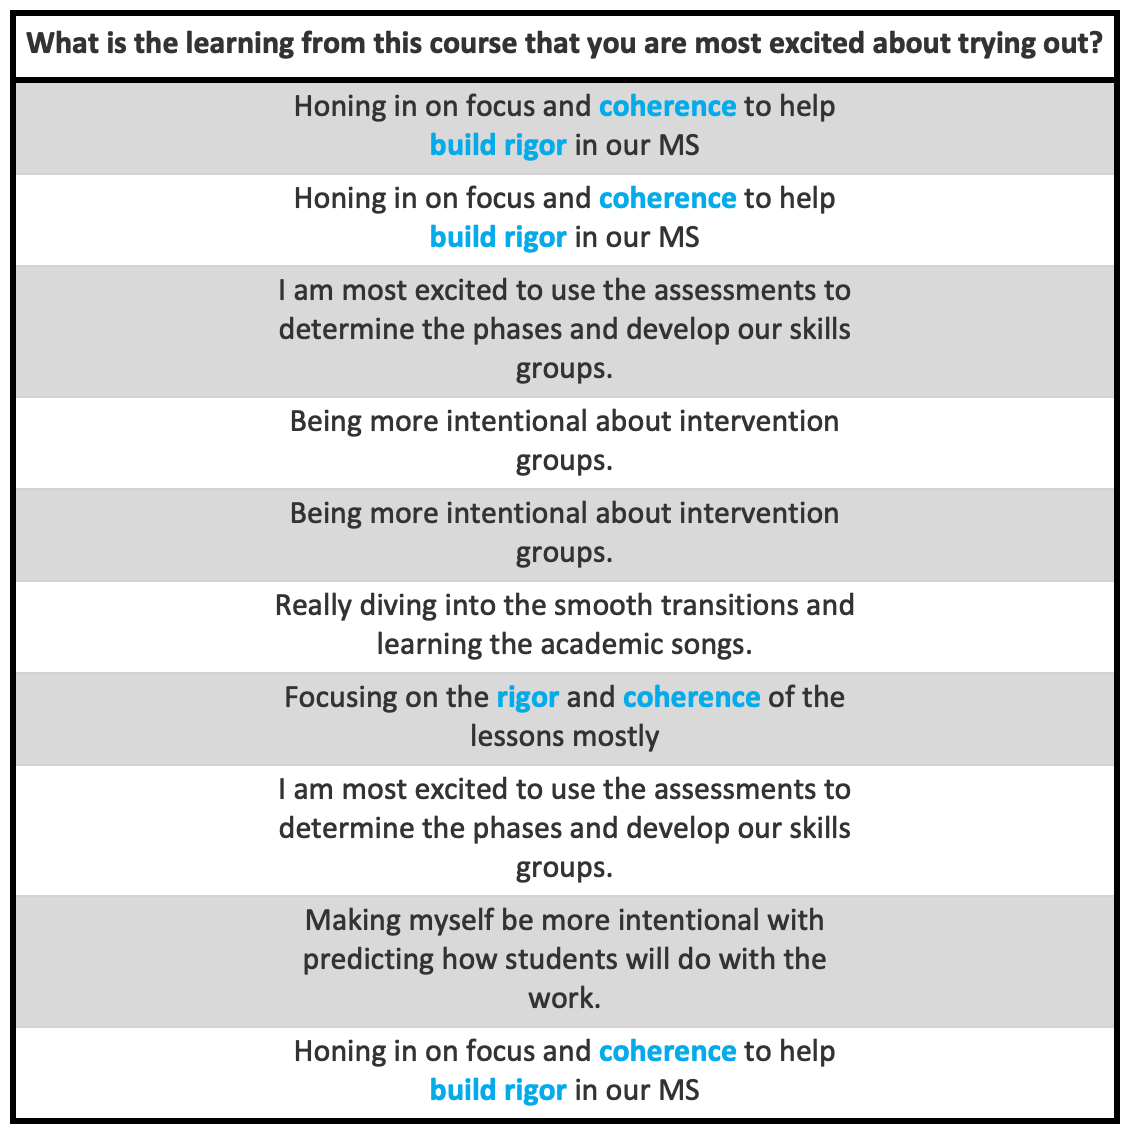 What is the learning from this course that you are most excited about trying out?
Honing in on focus and coherence to help
build rigor in our MS
Honing in on focus and coherence to help
build rigor in our MS
I am most excited to use the assessments to
determine the phases and develop our skills
groups.
Being more intentional about intervention
groups.
Being more intentional about intervention
groups.
Really diving into the smooth transitions and
learning the academic songs.
Focusing on the rigor and coherence of the
lessons mostly
I am most excited to use the assessments to
determine the phases and develop our skills
groups.
Making myself be more intentional with
predicting how students will do with the
work.
Honing in on focus and coherence to help
build rigor in our MS